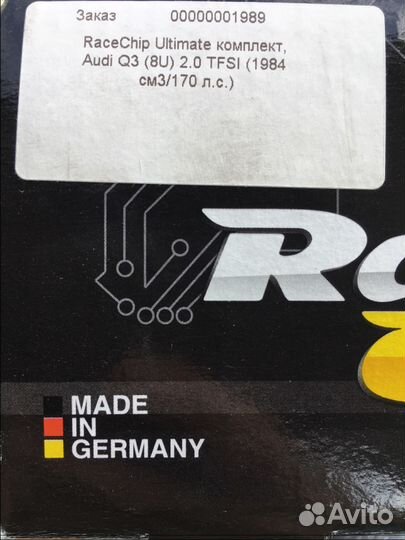 Заказ 00000001989
RaceChip Ultimate комплект,
Audi Q3 (8U) 2.0 TFSI (1984
см3/170 л.с.)
MADE
IN
GERMANY
Avito